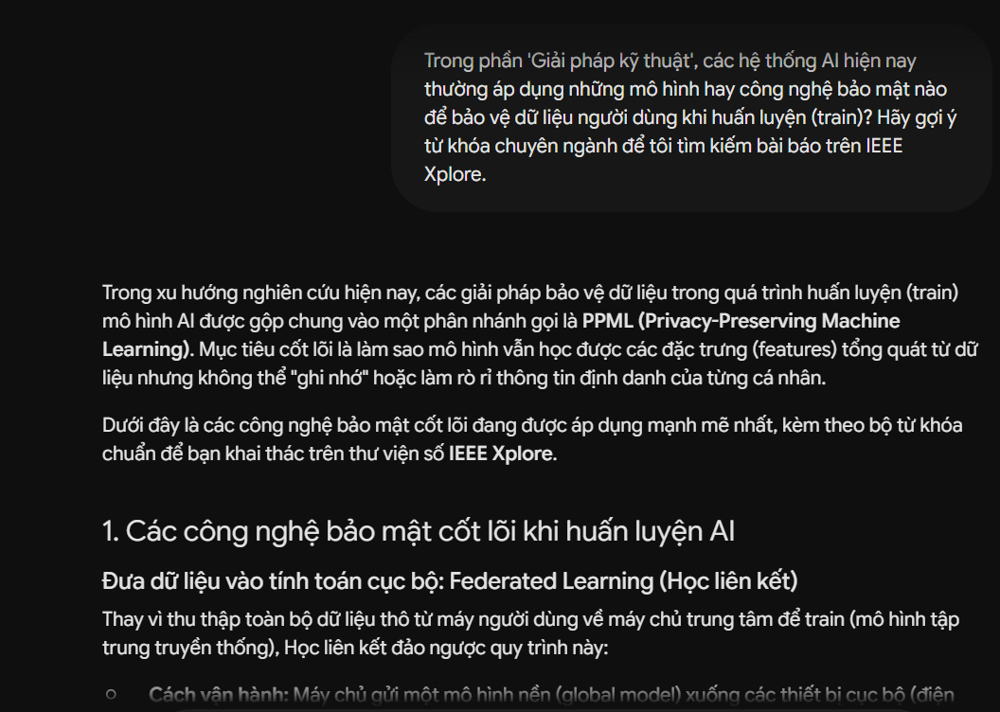 Trong phần 'Giải pháp kỹ thuật', các hệ thống AI hiện nay
thường áp dụng những mô hình hay công nghệ bảo mật nào
để bảo vệ dữ liệu người dùng khi huấn luyện (train)? Hãy gợi ý
từ khóa chuyên ngành để tôi tìm kiếm bài báo trên IEEE
Xplore.
Trong xu hướng nghiên cứu hiện nay, các giải pháp bảo vệ dữ liệu trong quá trình huấn luyện (train)
mô hình AI được gộp chung vào một phân nhánh gọi là PPML (Privacy-Preserving Machine
Learning). Mục tiêu cốt lõi là làm sao mô hình vẫn học được các đặc trưng (features) tổng quát từ dữ
liệu nhưng không thể "ghi nhớ" hoặc làm rò rỉ thông tin định danh của từng cá nhân.
Dưới đây là các công nghệ bảo mật cốt lõi đang được áp dụng mạnh mẽ nhất, kèm theo bộ từ khóa
chuẩn để bạn khai thác trên thư viện số IEEE Xplore.
1. Các công nghệ bảo mật cốt lõi khi huấn luyện AI
Đưa dữ liệu vào tính toán cục bộ: Federated Learning (Học liên kết)
Thay vì thu thập toàn bộ dữ liệu thô từ máy người dùng về máy chủ trung tâm để train (mô hình tập
trung truyền thống), Học liên kết đảo ngược quy trình này:
Cách vận hành: Máy chủ gửi một mô hình nền (global model) xuống các thiết bị cục bộ (điện